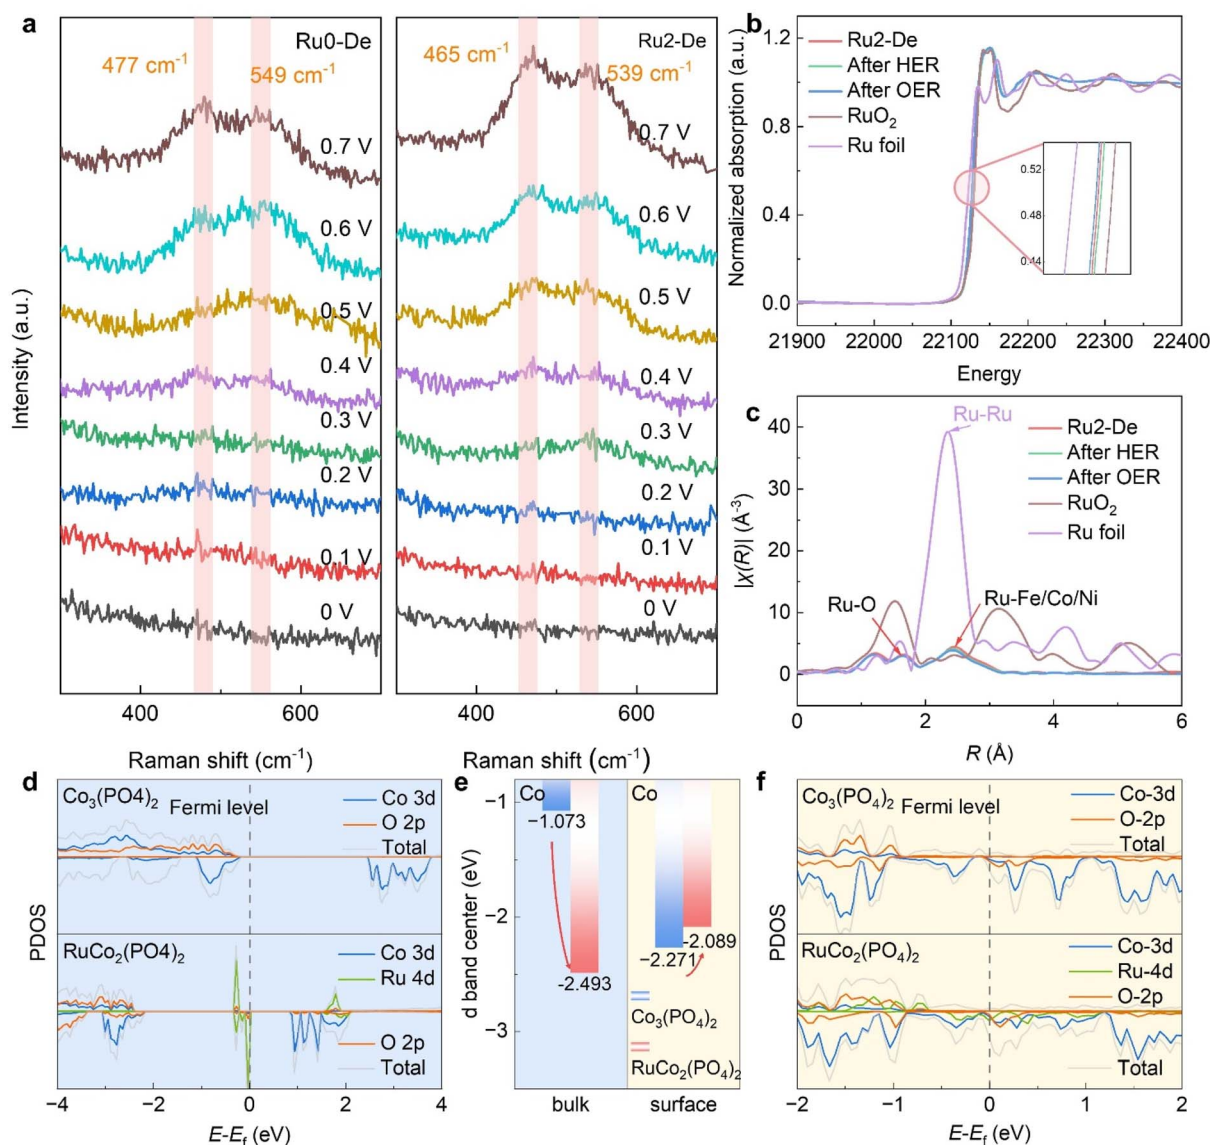 a
Intensity (a.u.)
Ru0-De
477 cm⁻¹
549 cm⁻¹
0.7 V
0.6 V
0.5 V
0.4 V
0.3 V
0.2 V
0.1 V
0 V
400
600
Raman shift (cm⁻¹)
Ru2-De
465 cm⁻¹
539 cm⁻¹
0.7 V
0.6 V
0.5 V
0.4 V
0.3 V
0.2 V
0.1 V
0 V
400
600
Raman shift (cm⁻¹)
b
Normalized absorption (a.u.)
1.2
0.8
0.4
0.0
Ru2-De
After HER
After OER
RuO₂
Ru foil
0.52
0.48
0.44
21900 22000 22100 22200 22300 22400
Energy
c
|χ(R)| (Å⁻³)
40
30
20
10
0
Ru-Ru
Ru2-De
After HER
After OER
RuO₂
Ru foil
Ru-O
Ru-Fe/Co/Ni
0 2 4 6
R (Å)
d
PDOS
Co₃(PO4)₂
Fermi level
Co 3d
O 2p
Total
RuCo₂(PO4)₂
Co 3d
Ru 4d
O 2p
Total
−4 −2 0 2 4
E-E_f (eV)
e
d band center (eV)
−1
−2
−3
Co
−1.073
-2.493
Co
−2.271
-2.089
Co₃(PO₄)₂
RuCo₂(PO₄)₂
bulk
surface
f
PDOS
Co₃(PO₄)₂
Fermi level
Co-3d
O-2p
Total
RuCo₂(PO₄)₂
Co-3d
Ru-4d
O-2p
Total
−2 −1 0 1 2
E-E_f (eV)